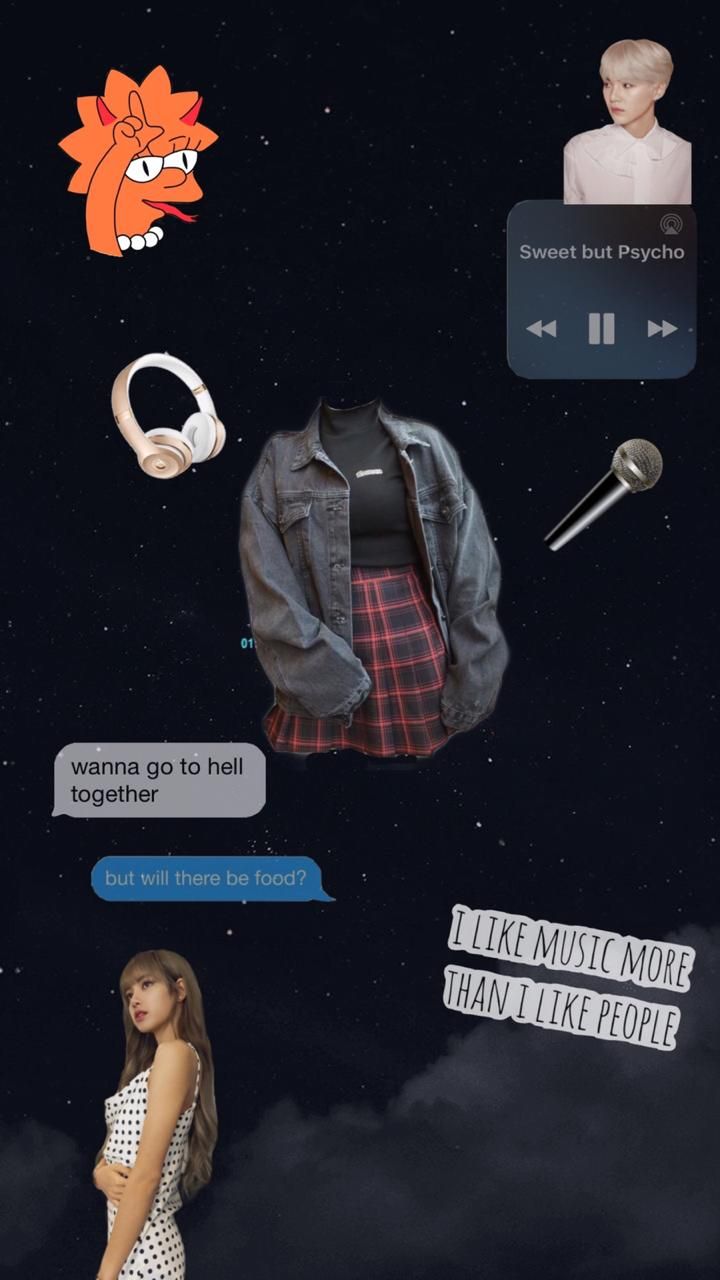 Sweet but Psycho
01:
wanna go to hell
together
but will there be food?
I LIKE MUSIC MORE
THAN I LIKE PEOPLE